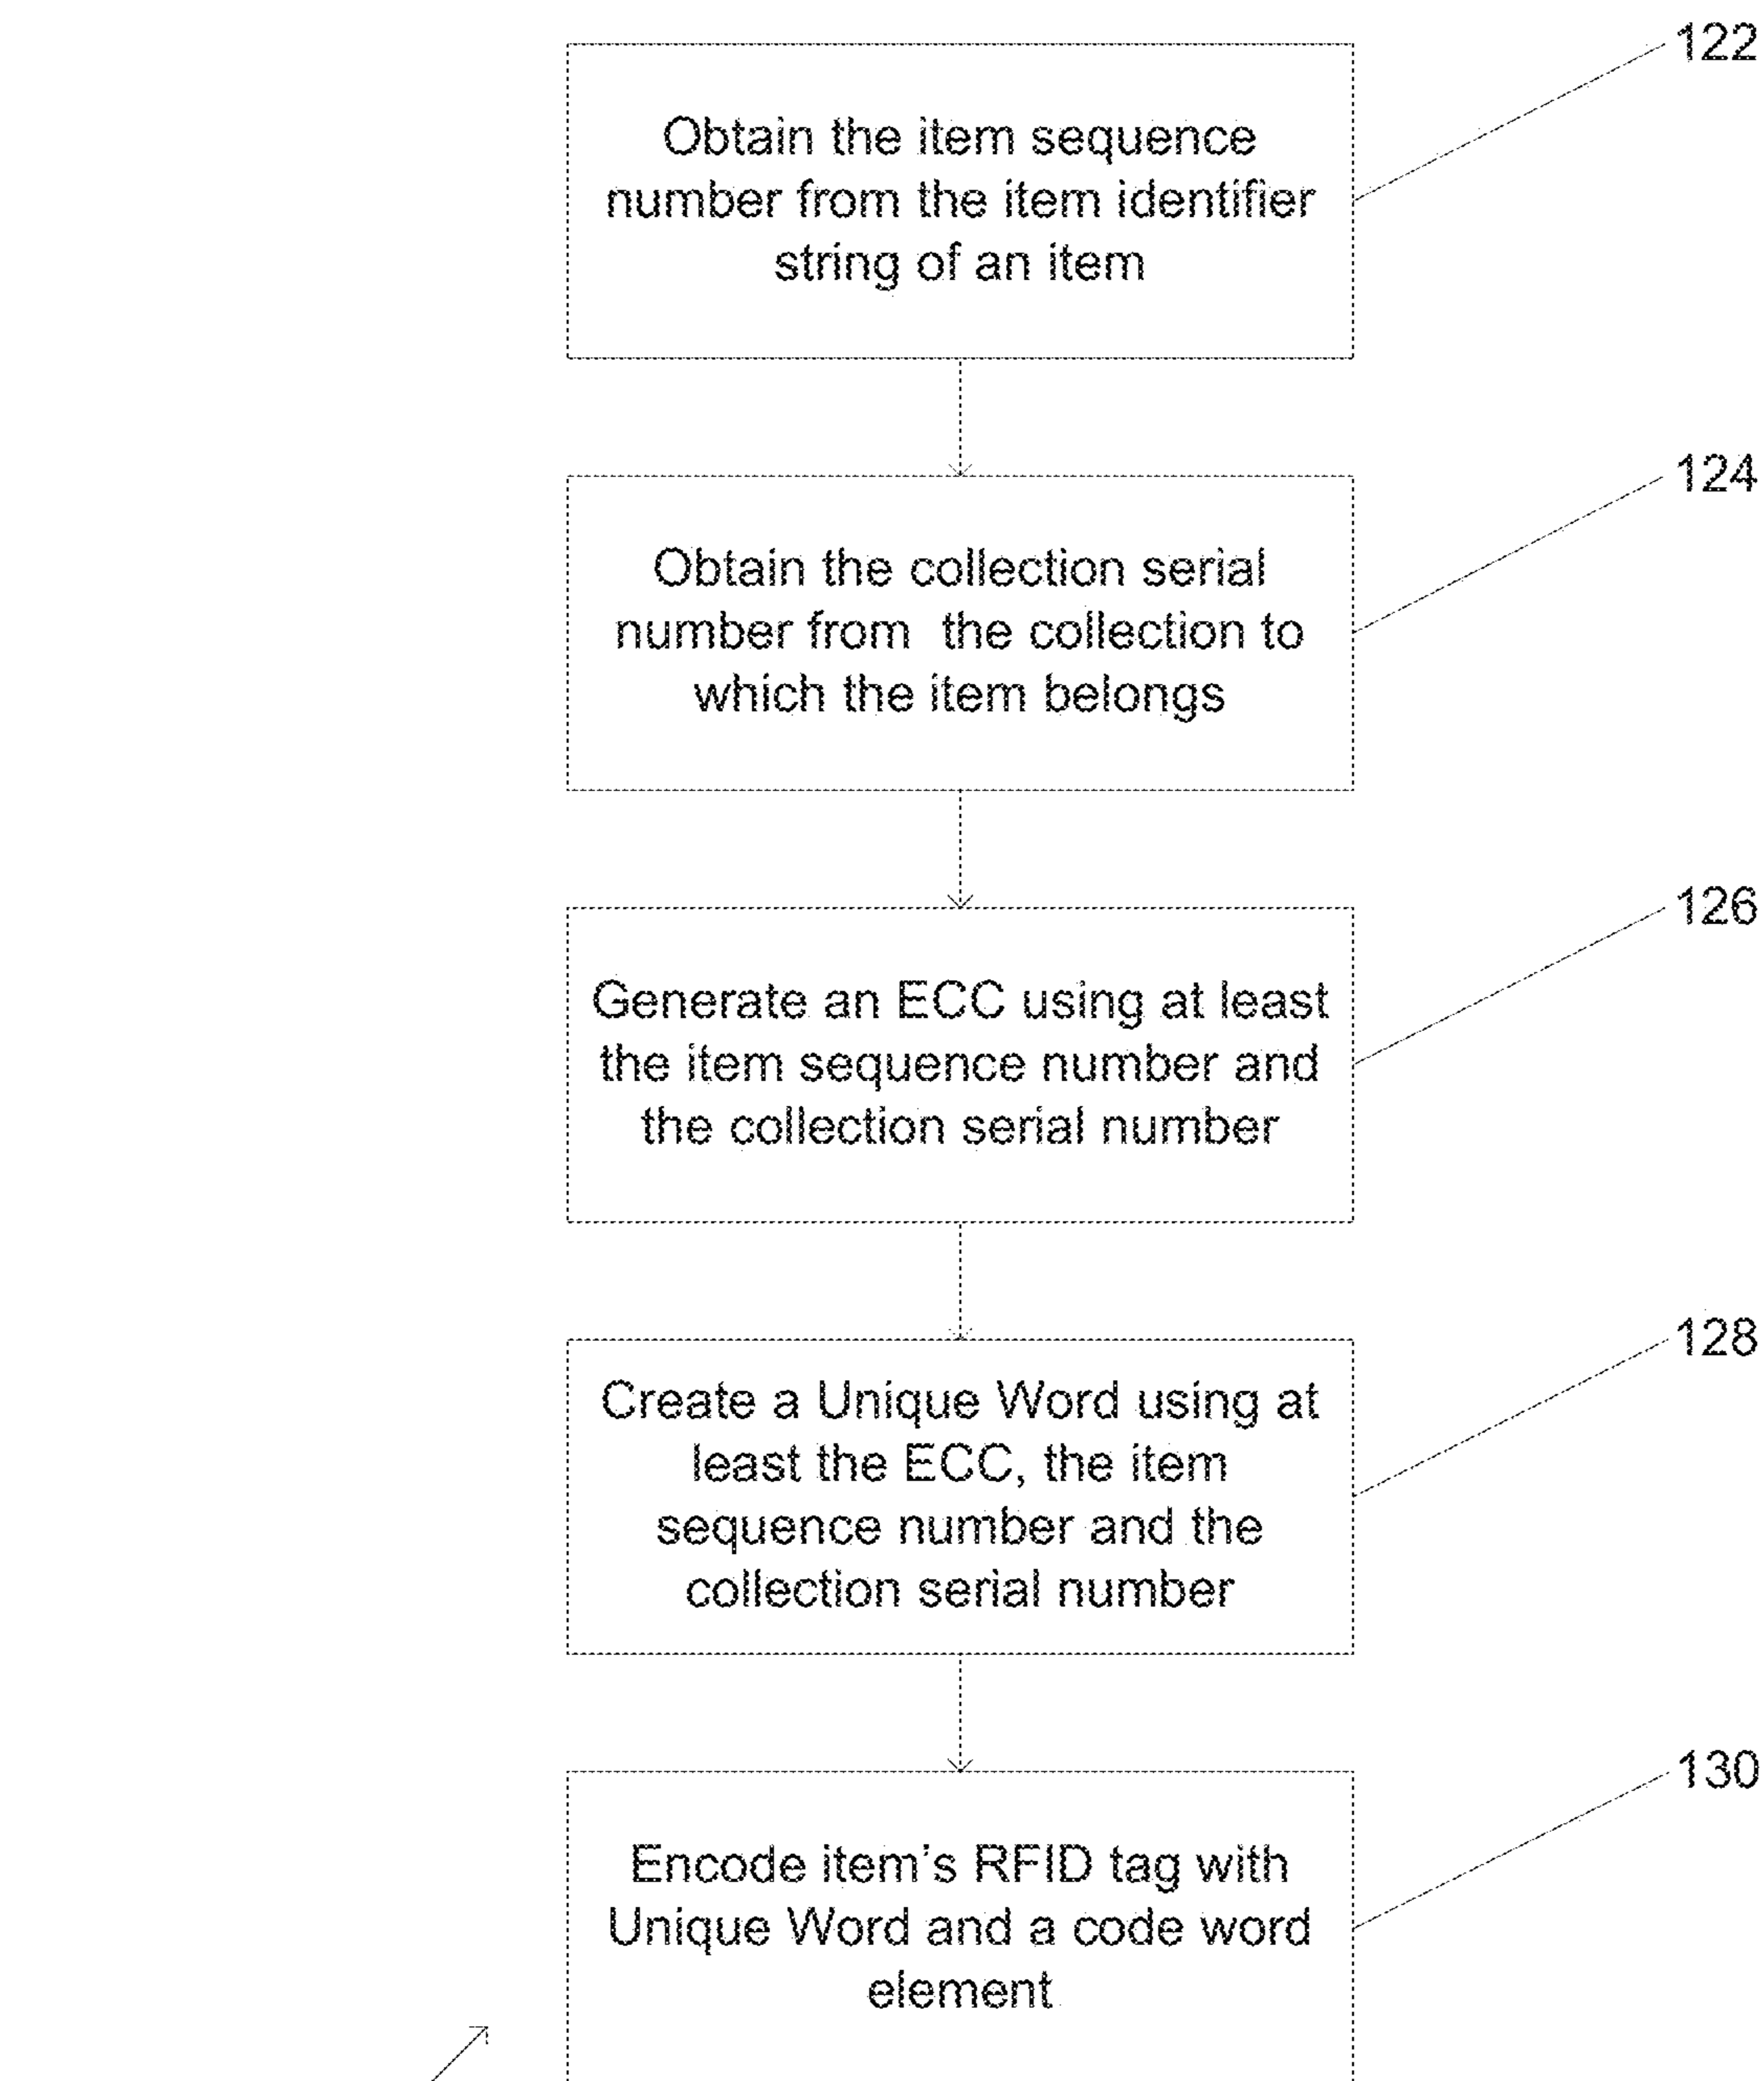 122
Obtain the item sequence
number from the item identifier
string of an item
124
Obtain the collection serial
number from  the collection to
which the item belongs
126
Generate an ECC using at least
the item sequence number and
the collection serial number
128
Create a Unique Word using at
least the ECC, the item
sequence number and the
collection serial number
130
Encode item's RFID tag with
Unique Word and a code word
element